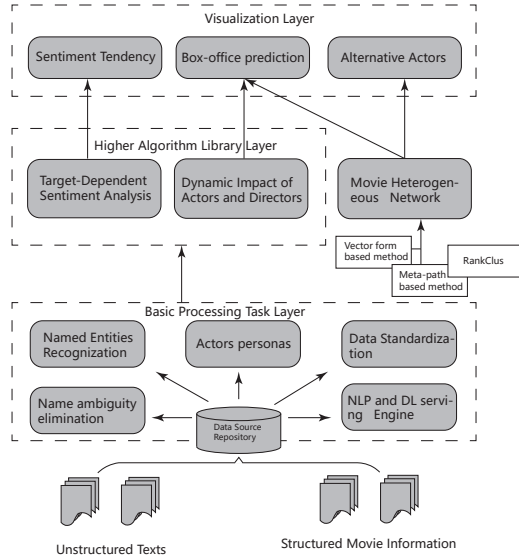 Visualization Layer
Sentiment Tendency
Box-office prediction
Alternative Actors
Higher Algorithm Library Layer
Target-Dependent
Sentiment Analysis
Dynamic Impact of
Actors and Directors
Movie Heterogen-
eous Network
Vector form
based method
Meta-path
based method
RankClus
Basic Processing Task Layer
Named Entities
Recognization
Actors personas
Data Standardiza-
tion
Name ambiguity
elimination
Data Source
Repository
NLP and DL servi-
ng Engine
Unstructured Texts
Structured Movie Information